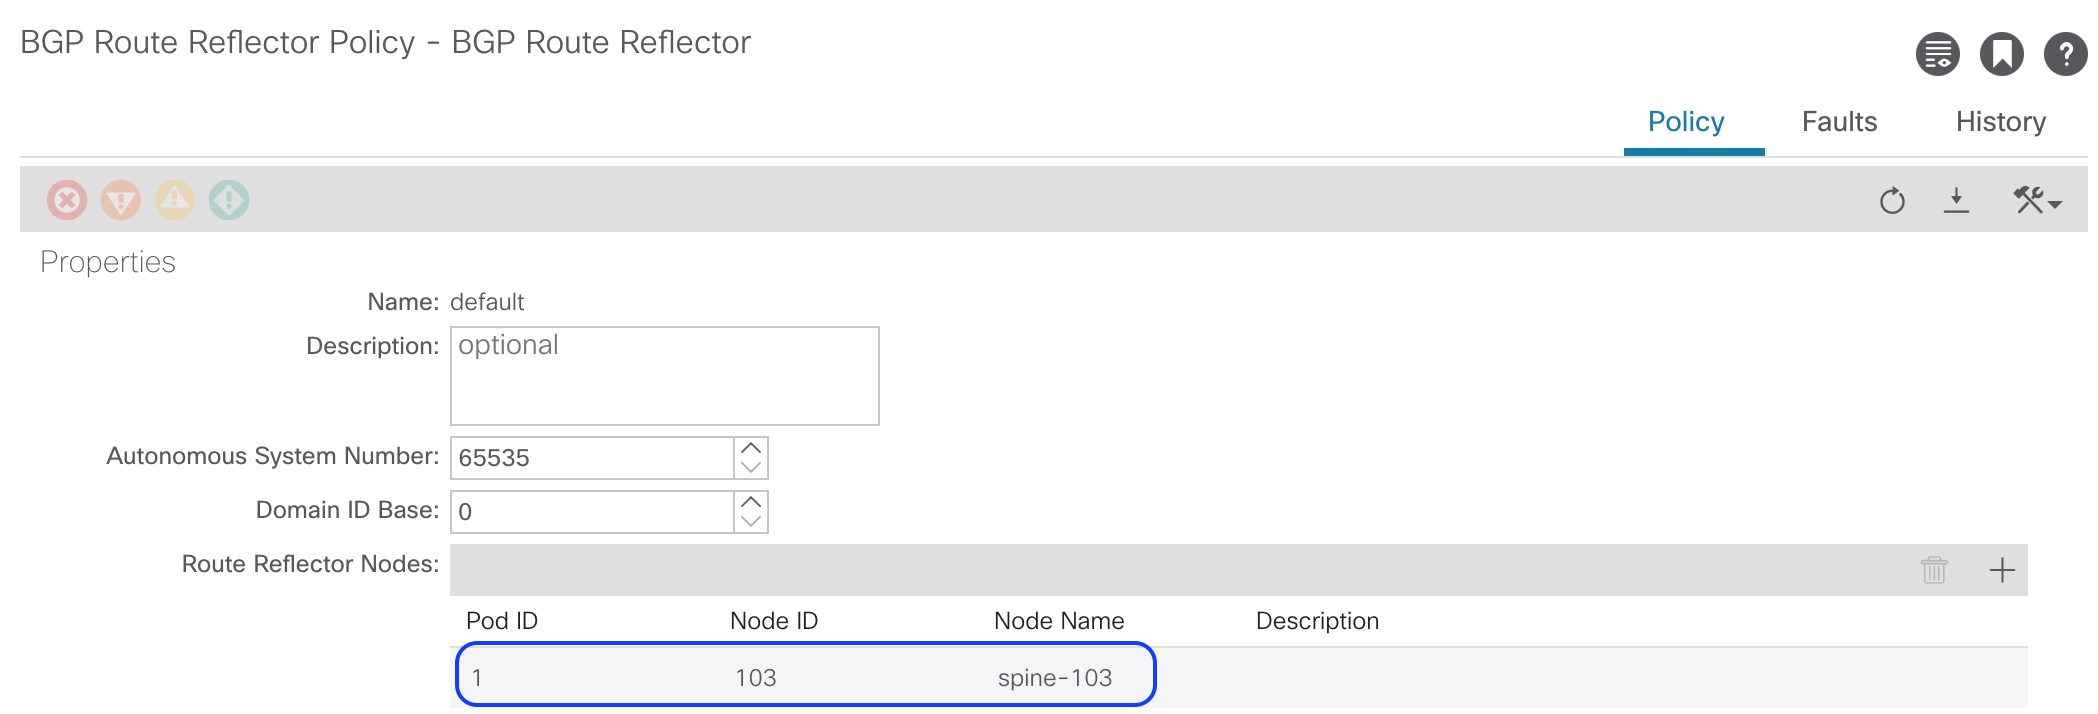 BGP Route Reflector Policy - BGP Route Reflector
Policy Faults History
Properties
Name: default
Description: optional
Autonomous System Number: 65535
Domain ID Base: 0
Route Reflector Nodes:
Pod ID Node ID Node Name Description
1 103 spine-103